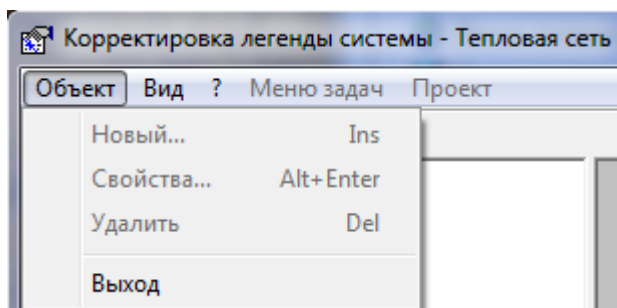 Корректировка легенды системы - Тепловая сеть
Объект Вид ? Меню задач Проект
Новый... Ins
Свойства... Alt+Enter
Удалить Del
Выход